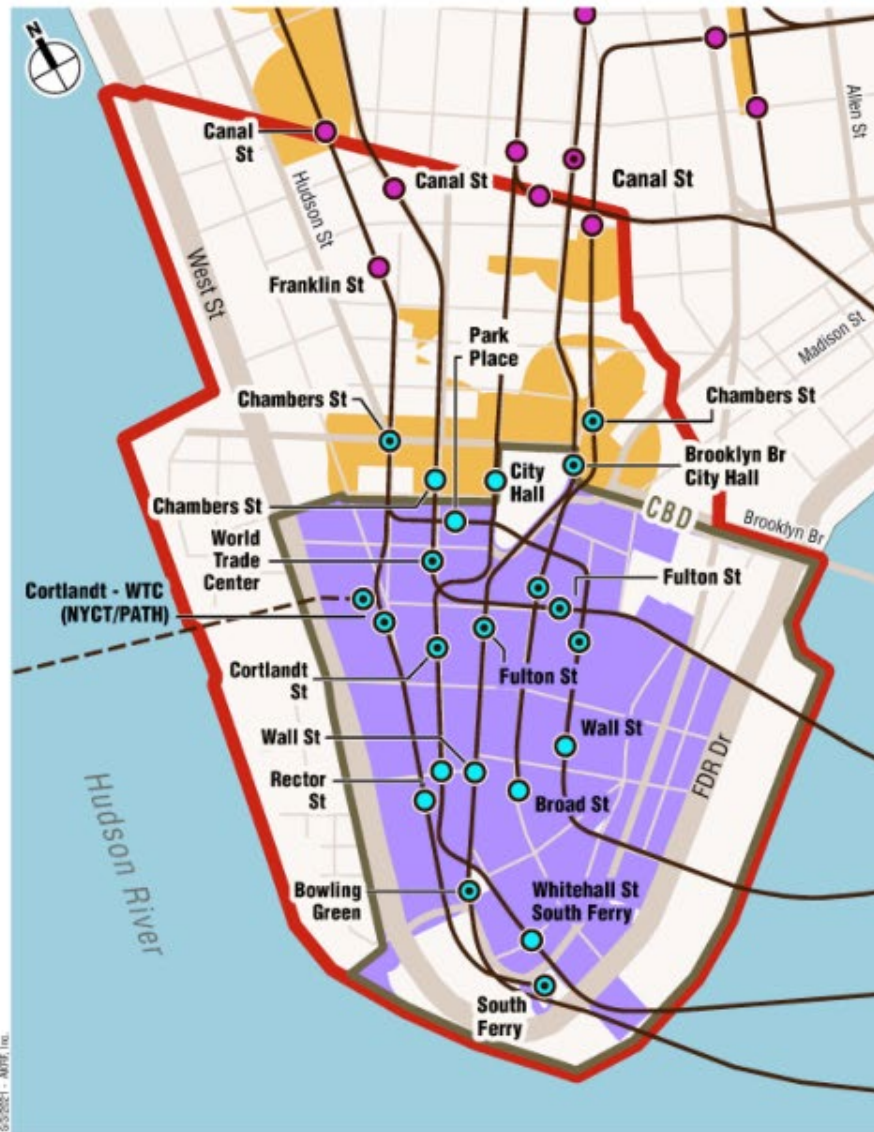 N
Canal
St
Hudson St
Canal St
Canal St
Allen St
West St
Franklin St
Madison St
Park
Place
Chambers St
Chambers St
Brooklyn Br
City Hall
City
Hall
Chambers St
CBD
Brooklyn Br
World
Trade
Center
Fulton St
Cortlandt - WTC
(NYCT/PATH)
Cortlandt
St
Fulton St
Wall St
Wall St
FDR Dr
Rector
St
Broad St
Hudson River
Bowling
Green
Whitehall St
South Ferry
South
Ferry